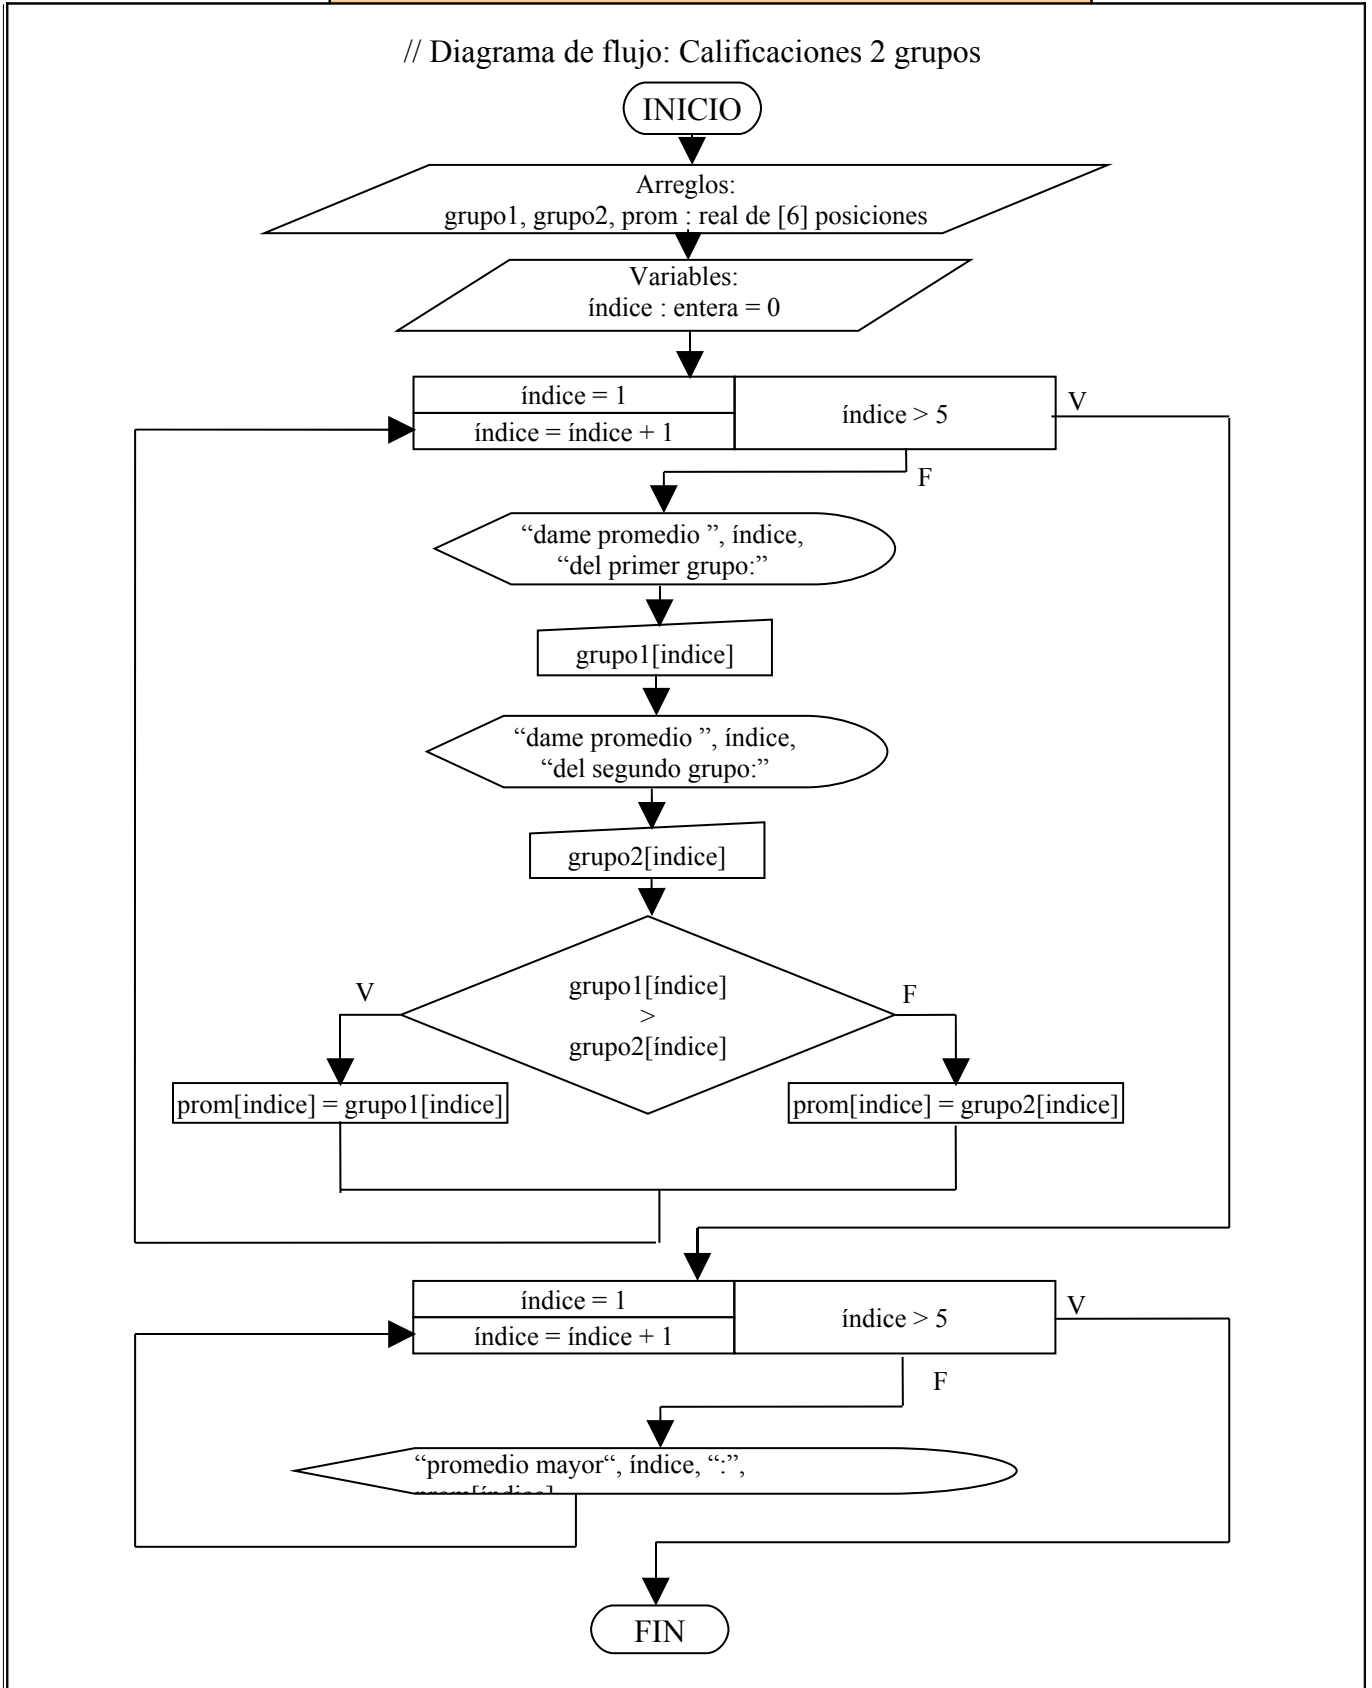 // Diagrama de flujo: Calificaciones 2 grupos
INICIO
Arreglos:
grupo1, grupo2, prom : real de [6] posiciones
Variables:
índice : entera = 0
índice = 1
índice = índice + 1
índice > 5
V
F
“dame promedio ”, índice,
“del primer grupo:”
grupo1[indice]
“dame promedio ”, índice,
“del segundo grupo:”
grupo2[indice]
grupo1[índice]
>
grupo2[índice]
V
F
prom[indice] = grupo1[indice]
prom[indice] = grupo2[indice]
índice = 1
índice = índice + 1
índice > 5
V
F
“promedio mayor“, índice, “:”,
prom[índice]
FIN